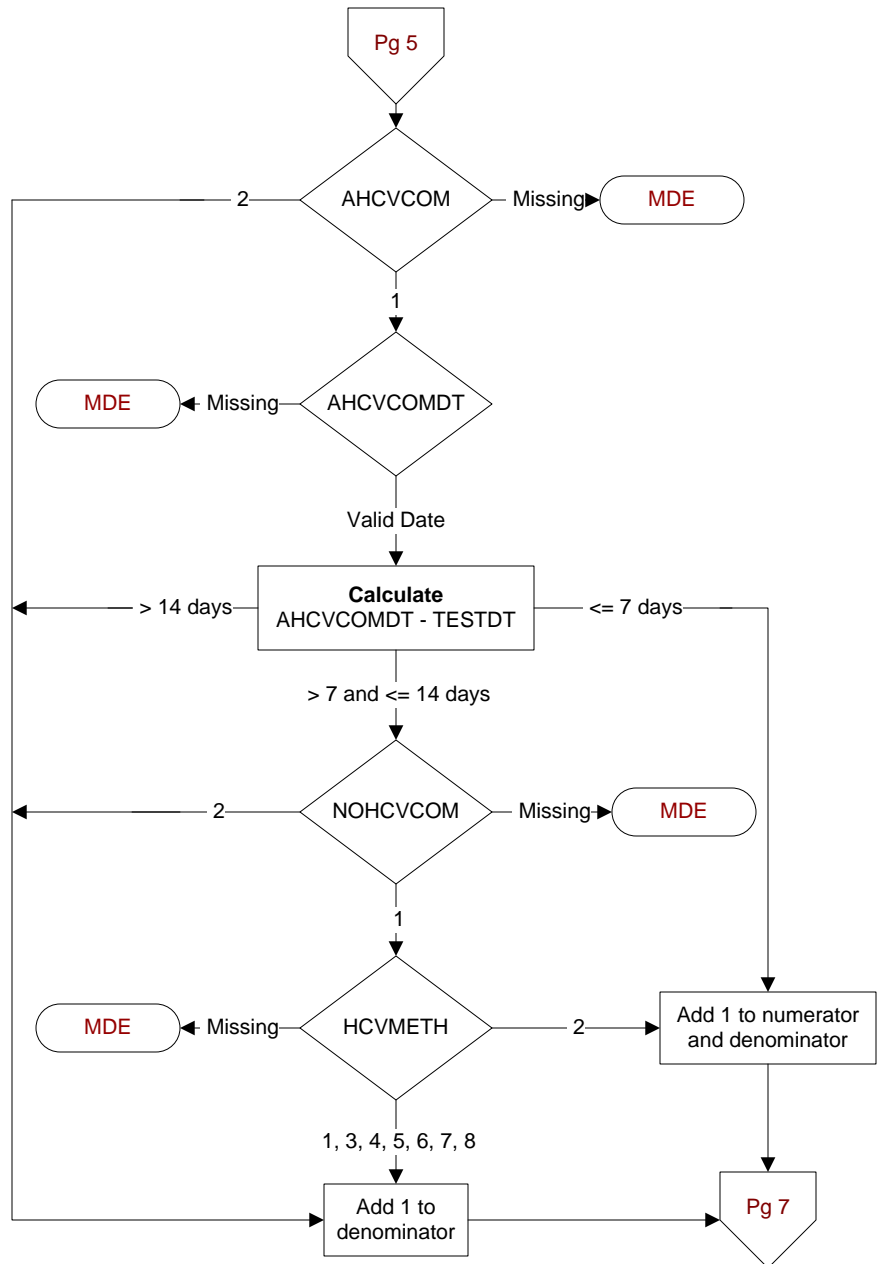 Pg 5
2
AHCVCOM
Missing
MDE
1
MDE
Missing
AHCVCOMDT
Valid Date
> 14 days
Calculate
AHCVCOMDT - TESTDT
<= 7 days
> 7 and <= 14 days
2
NOHCVCOM
Missing
MDE
1
MDE
Missing
HCVMETH
2
Add 1 to numerator
and denominator
1, 3, 4, 5, 6, 7, 8
Add 1 to
denominator
Pg 7